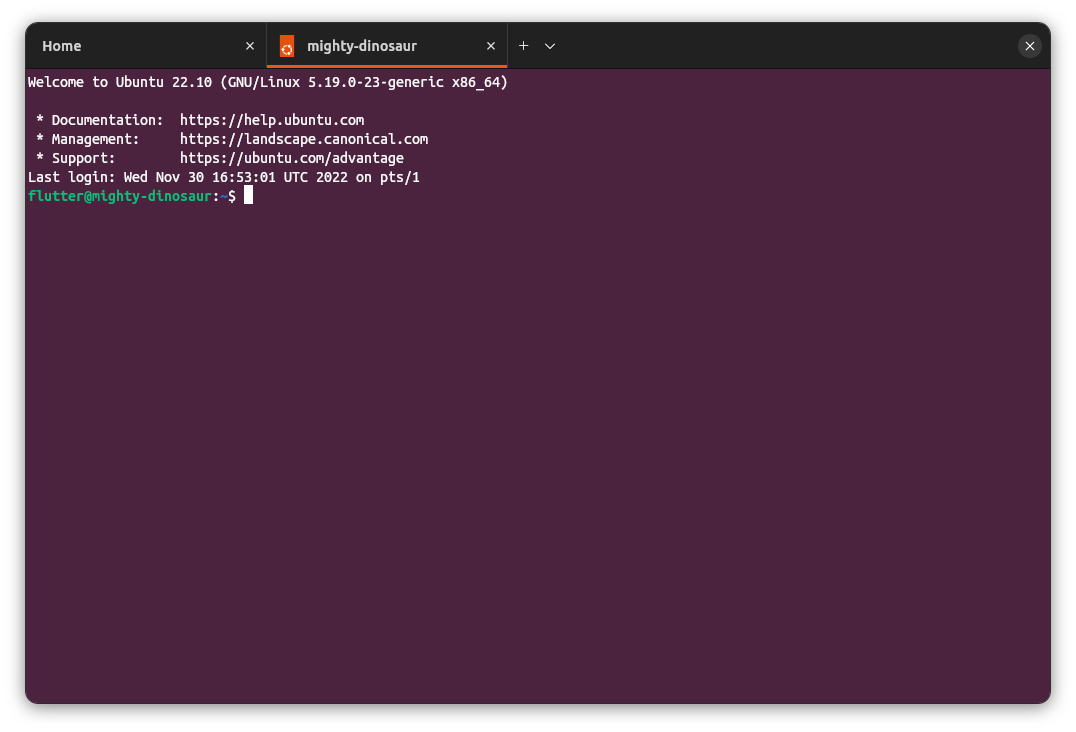 Home mighty-dinosaur
Welcome to Ubuntu 22.10 (GNU/Linux 5.19.0-23-generic x86_64)
* Documentation: https://help.ubuntu.com
* Management: https://landscape.canonical.com
* Support: https://ubuntu.com/advantage
Last login: Wed Nov 30 16:53:01 UTC 2022 on pts/1
flutter@mighty-dinosaur:~$